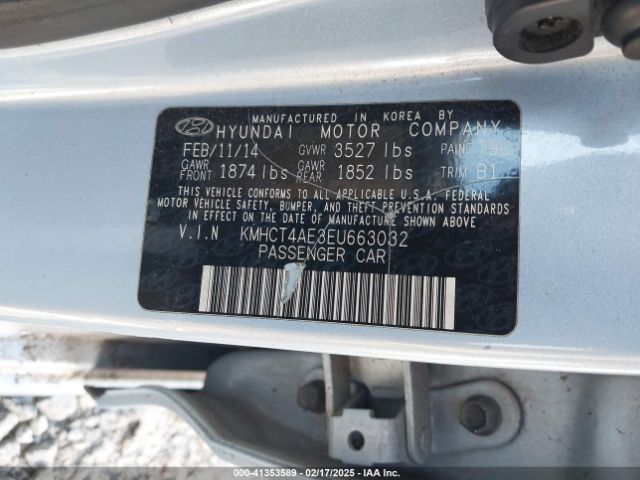 MANUFACTURED IN KOREA BY
HYUNDAI MOTOR COMPANY
FEB/11/14 GVWR 3527 lbs PAINT
GAWR FRONT 1874 lbs GAWR REAR 1852 lbs TRIM B1
THIS VEHICLE CONFORMS TO ALL APPLICABLE U.S.A. FEDERAL
MOTOR VEHICLE SAFETY, BUMPER, AND THEFT PREVENTION STANDARDS
IN EFFECT ON THE DATE OF MANUFACTURE SHOWN ABOVE
V.I.N KMHCT4AE3EU663032
PASSENGER CAR
OWNER - 41353589 - 02/17/2025 - IAA Inc.